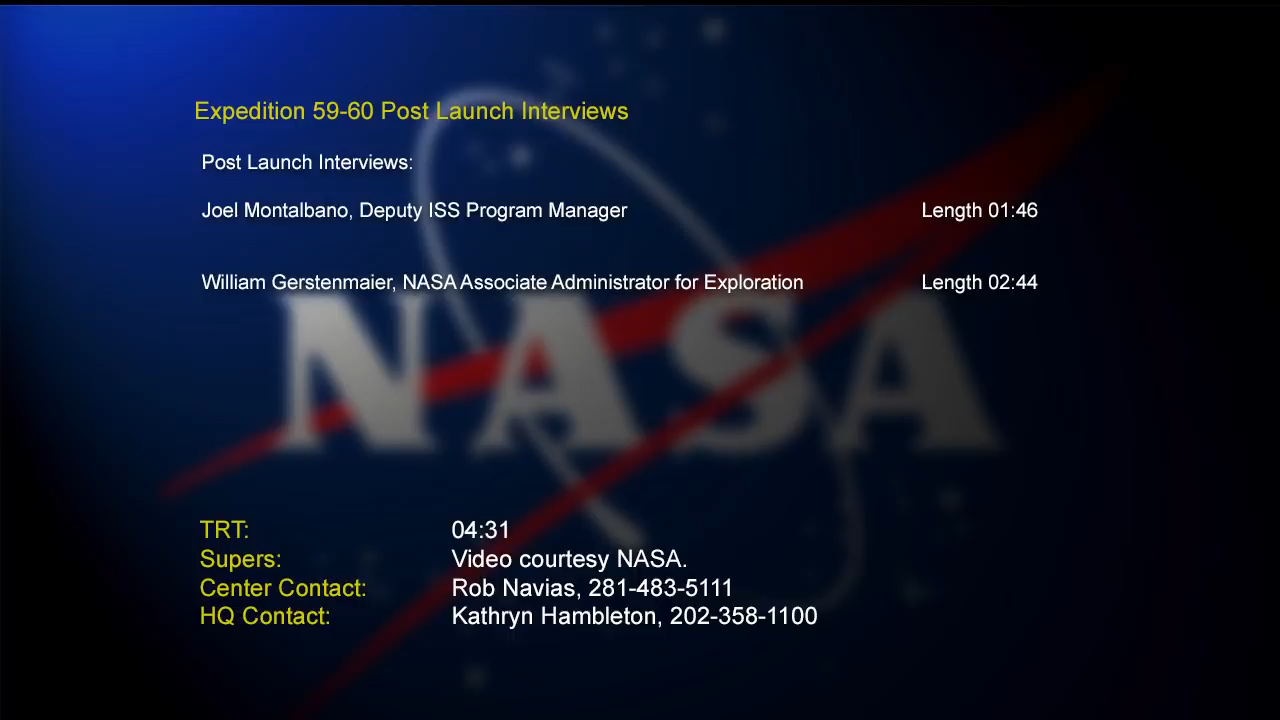 Expedition 59-60 Post Launch Interviews
Post Launch Interviews:
Joel Montalbano, Deputy ISS Program Manager Length 01:46
William Gerstenmaier, NASA Associate Administrator for Exploration Length 02:44
NASA
TRT: 04:31
Supers: Video courtesy NASA.
Center Contact: Rob Navias, 281-483-5111
HQ Contact: Kathryn Hambleton, 202-358-1100